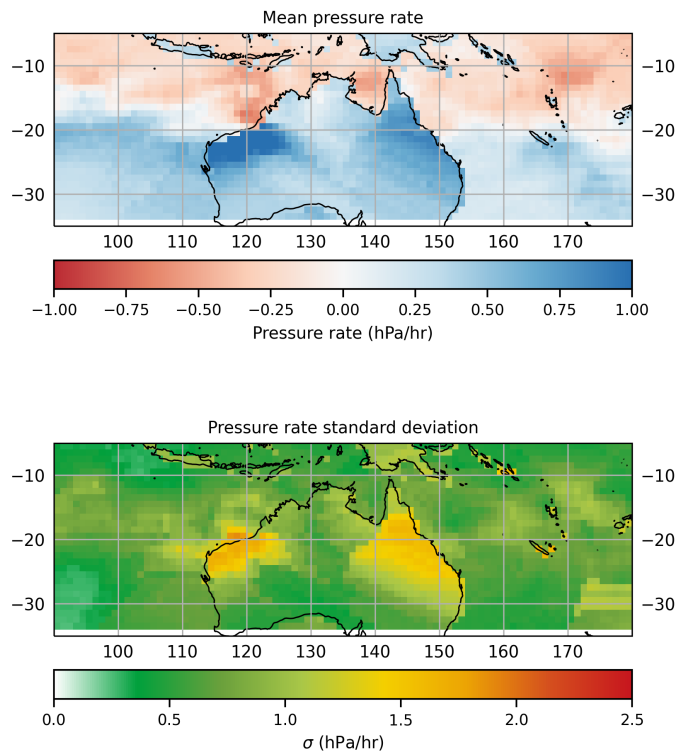 Mean pressure rate
−10 −10
−20 −20
−30 −30
100 110 120 130 140 150 160 170
−1.00 −0.75 −0.50 −0.25 0.00 0.25 0.50 0.75 1.00
Pressure rate (hPa/hr)
Pressure rate standard deviation
−10 −10
−20 −20
−30 −30
100 110 120 130 140 150 160 170
0.0 0.5 1.0 1.5 2.0 2.5
σ (hPa/hr)